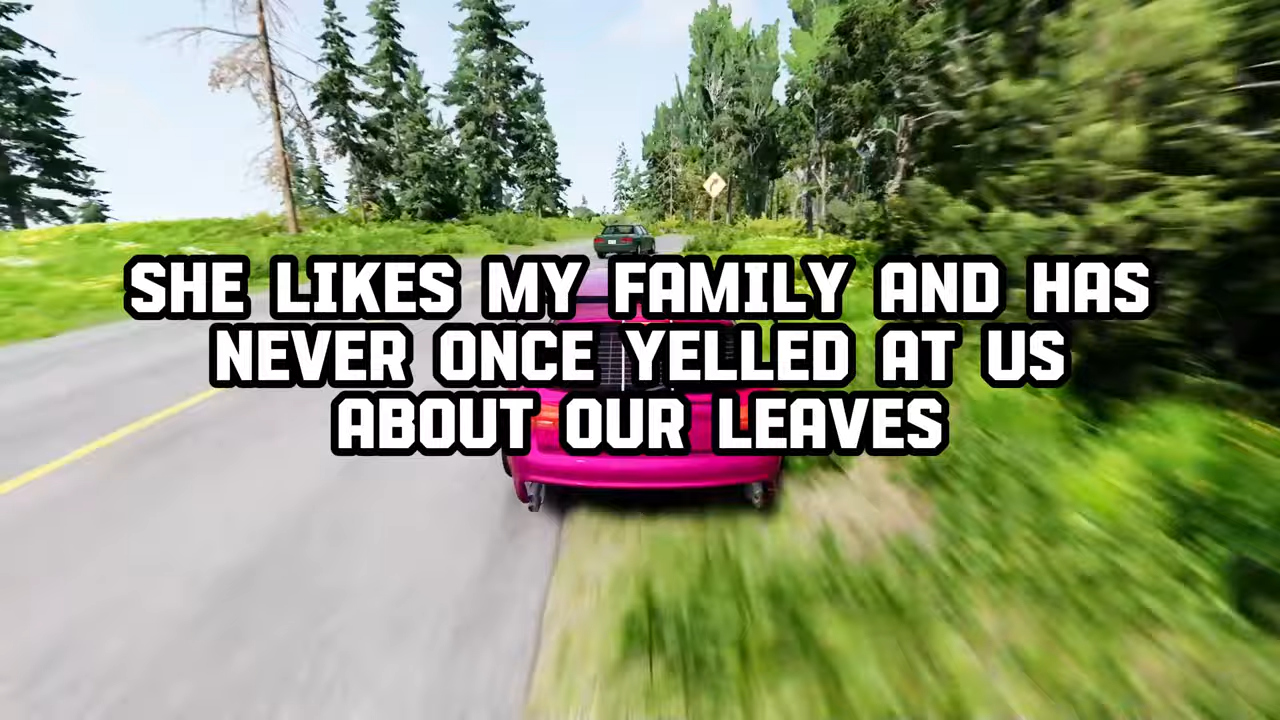 SHE LIKES MY FAMILY AND HAS
NEVER ONCE YELLED AT US
ABOUT OUR LEAVES